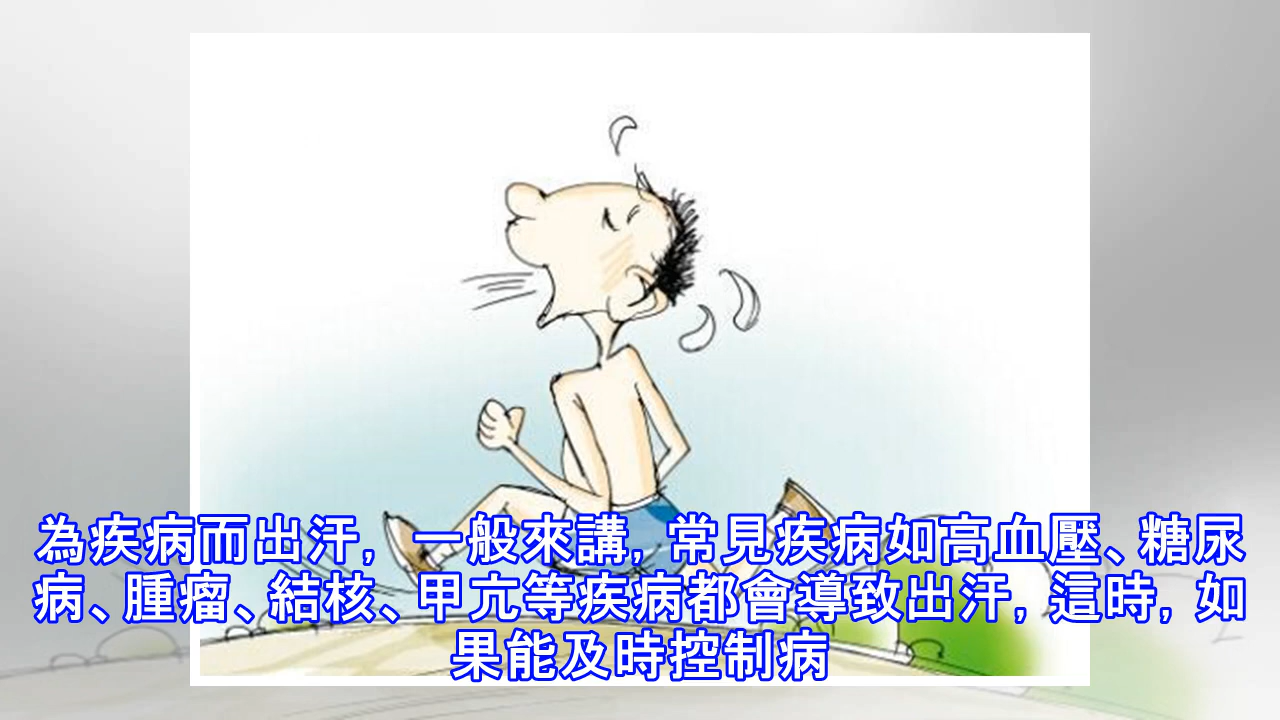 為疾病而出汗, 一般來講, 常見疾病如高血壓、糖尿
病、腫瘤、結核、甲亢等疾病都會導致出汗, 這時, 如
果能及時控制病